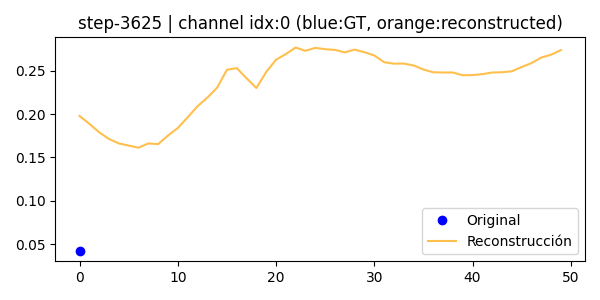 step-3625 | channel idx:0 (blue:GT, orange:reconstructed)
0.25
0.20
0.15
0.10
0.05
0 10 20 30 40 50
Original
Reconstrucción